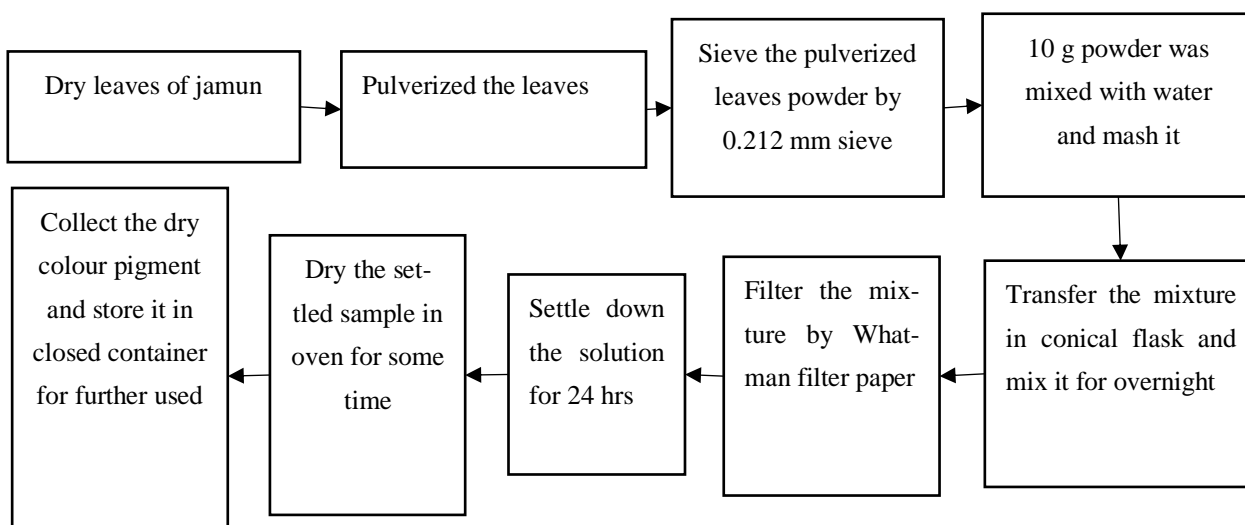 Dry leaves of jamun
Pulverized the leaves
Sieve the pulverized
leaves powder by
0.212 mm sieve
10 g powder was
mixed with water
and mash it
Transfer the mixture
in conical flask and
mix it for overnight
Filter the mix-
ture by What-
man filter paper
Settle down
the solution
for 24 hrs
Dry the set-
tled sample in
oven for some
time
Collect the dry
colour pigment
and store it in
closed container
for further used